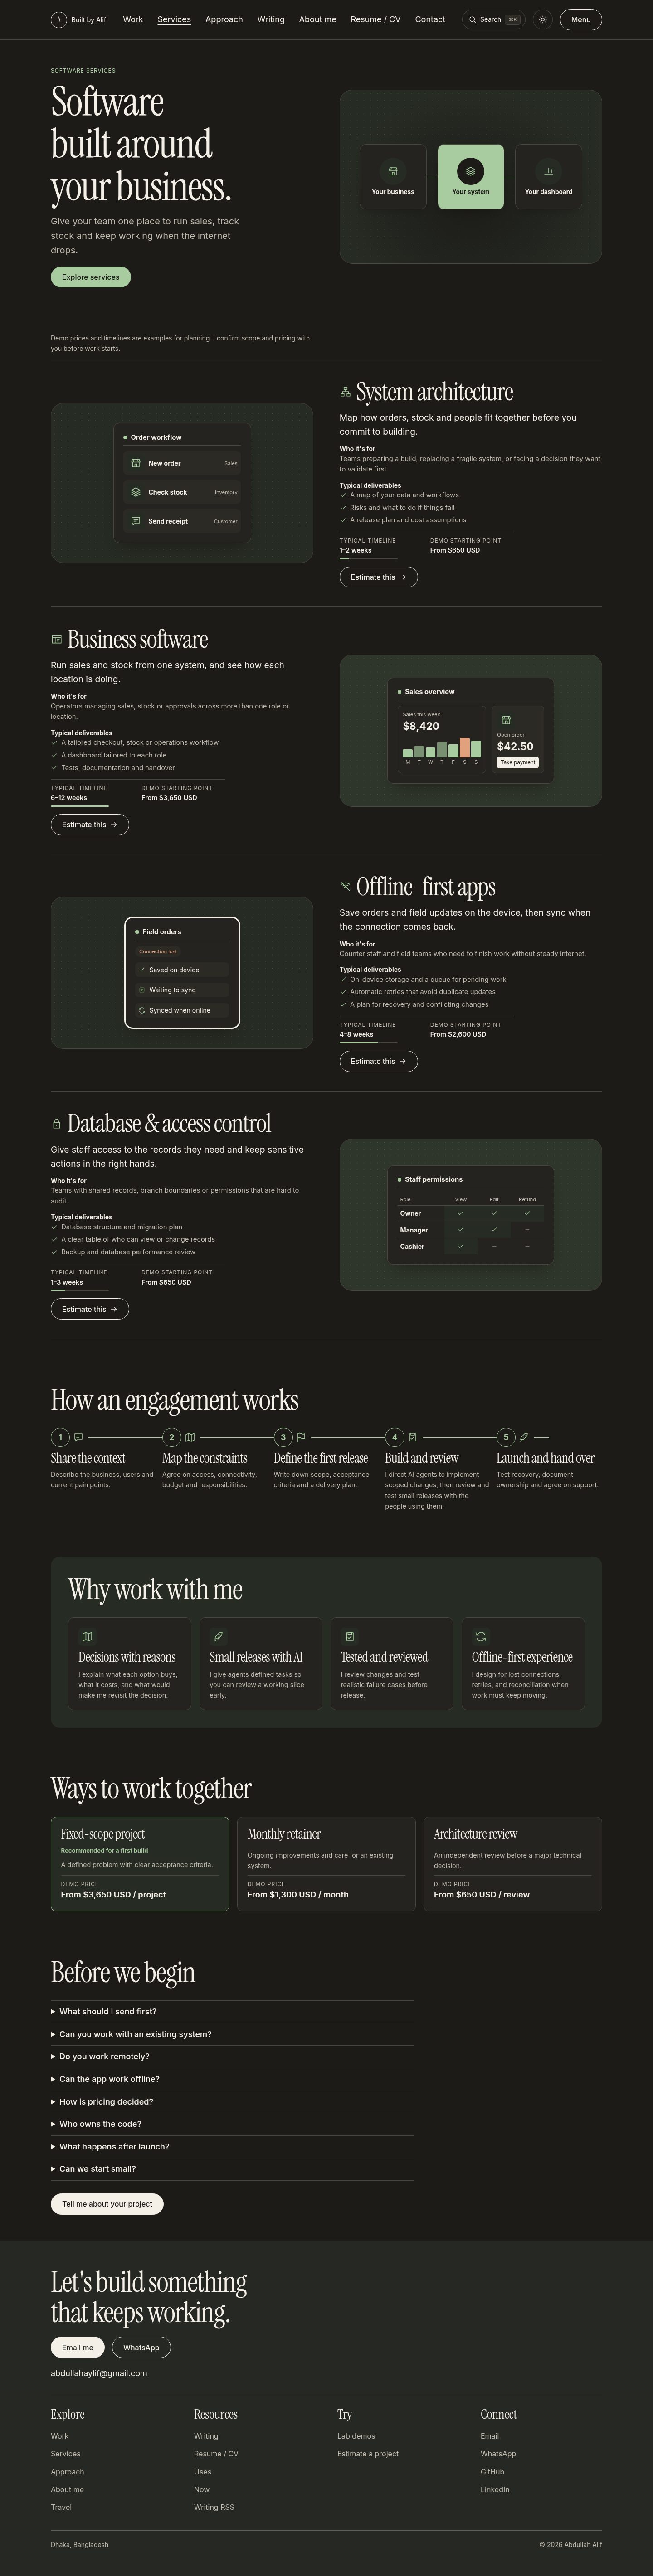 A Built by Alif
Work Services Approach Writing About me Resume / CV Contact
Search ⌘K
Menu
SOFTWARE SERVICES
Software
built around
your business.
Give your team one place to run sales, track
stock and keep working when the internet
drops.
Explore services
Your business
Your system
Your dashboard
Demo prices and timelines are examples for planning. I confirm scope and pricing with
you before work starts.
Order workflow
New order Sales
Check stock Inventory
Send receipt Customer
System architecture
Map how orders, stock and people fit together before you
commit to building.
Who it's for
Teams preparing a build, replacing a fragile system, or facing a decision they want
to validate first.
Typical deliverables
A map of your data and workflows
Risks and what to do if things fail
A release plan and cost assumptions
TYPICAL TIMELINE DEMO STARTING POINT
1–2 weeks From $650 USD
Estimate this →
Business software
Run sales and stock from one system, and see how each
location is doing.
Who it's for
Operators managing sales, stock or approvals across more than one role or
location.
Typical deliverables
A tailored checkout, stock or operations workflow
A dashboard tailored to each role
Tests, documentation and handover
TYPICAL TIMELINE DEMO STARTING POINT
6–12 weeks From $3,650 USD
Estimate this →
Sales overview
Sales this week
$8,420
M T W T F S S
Open order
$42.50
Take payment
Field orders
Connection lost
Saved on device
Waiting to sync
Synced when online
Offline-first apps
Save orders and field updates on the device, then sync when
the connection comes back.
Who it's for
Counter staff and field teams who need to finish work without steady internet.
Typical deliverables
On-device storage and a queue for pending work
Automatic retries that avoid duplicate updates
A plan for recovery and conflicting changes
TYPICAL TIMELINE DEMO STARTING POINT
4–8 weeks From $2,600 USD
Estimate this →
Database & access control
Give staff access to the records they need and keep sensitive
actions in the right hands.
Who it's for
Teams with shared records, branch boundaries or permissions that are hard to
audit.
Typical deliverables
Database structure and migration plan
A clear table of who can view or change records
Backup and database performance review
TYPICAL TIMELINE DEMO STARTING POINT
1–3 weeks From $650 USD
Estimate this →
Staff permissions
Role View Edit Refund
Owner ✓ ✓ ✓
Manager ✓ ✓ –
Cashier ✓ – –
How an engagement works
1 2 3 4 5
Share the context
Describe the business, users and
current pain points.
Map the constraints
Agree on access, connectivity,
budget and responsibilities.
Define the first release
Write down scope, acceptance
criteria and a delivery plan.
Build and review
I direct AI agents to implement
scoped changes, then review and
test small releases with the
people using them.
Launch and hand over
Test recovery, document
ownership and agree on support.
Why work with me
Decisions with reasons
I explain what each option buys,
what it costs, and what would
make me revisit the decision.
Small releases with AI
I give agents defined tasks so
you can review a working slice
early.
Tested and reviewed
I review changes and test
realistic failure cases before
release.
Offline-first experience
I design for lost connections,
retries, and reconciliation when
work must keep moving.
Ways to work together
Fixed-scope project
Recommended for a first build
A defined problem with clear acceptance criteria.
DEMO PRICE
From $3,650 USD / project
Monthly retainer
Ongoing improvements and care for an existing
system.
DEMO PRICE
From $1,300 USD / month
Architecture review
An independent review before a major technical
decision.
DEMO PRICE
From $650 USD / review
Before we begin
What should I send first?
Can you work with an existing system?
Do you work remotely?
Can the app work offline?
How is pricing decided?
Who owns the code?
What happens after launch?
Can we start small?
Tell me about your project
Let's build something
that keeps working.
Email me WhatsApp
abdullahaylif@gmail.com
Explore
Work
Services
Approach
About me
Travel
Resources
Writing
Resume / CV
Uses
Now
Writing RSS
Try
Lab demos
Estimate a project
Connect
Email
WhatsApp
GitHub
LinkedIn
Dhaka, Bangladesh
© 2026 Abdullah Alif